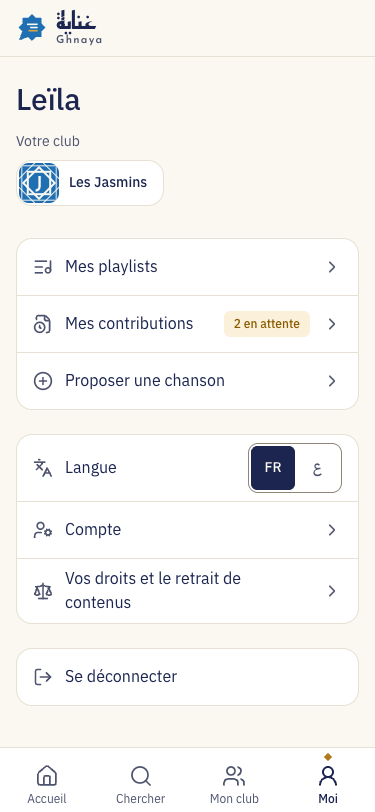 غناية
Ghnaya
Leïla
Votre club
J
Les Jasmins
Mes playlists
Mes contributions
2 en attente
Proposer une chanson
Langue
FR
ع
Compte
Vos droits et le retrait de
contenus
Se déconnecter
Accueil
Chercher
Mon club
Moi